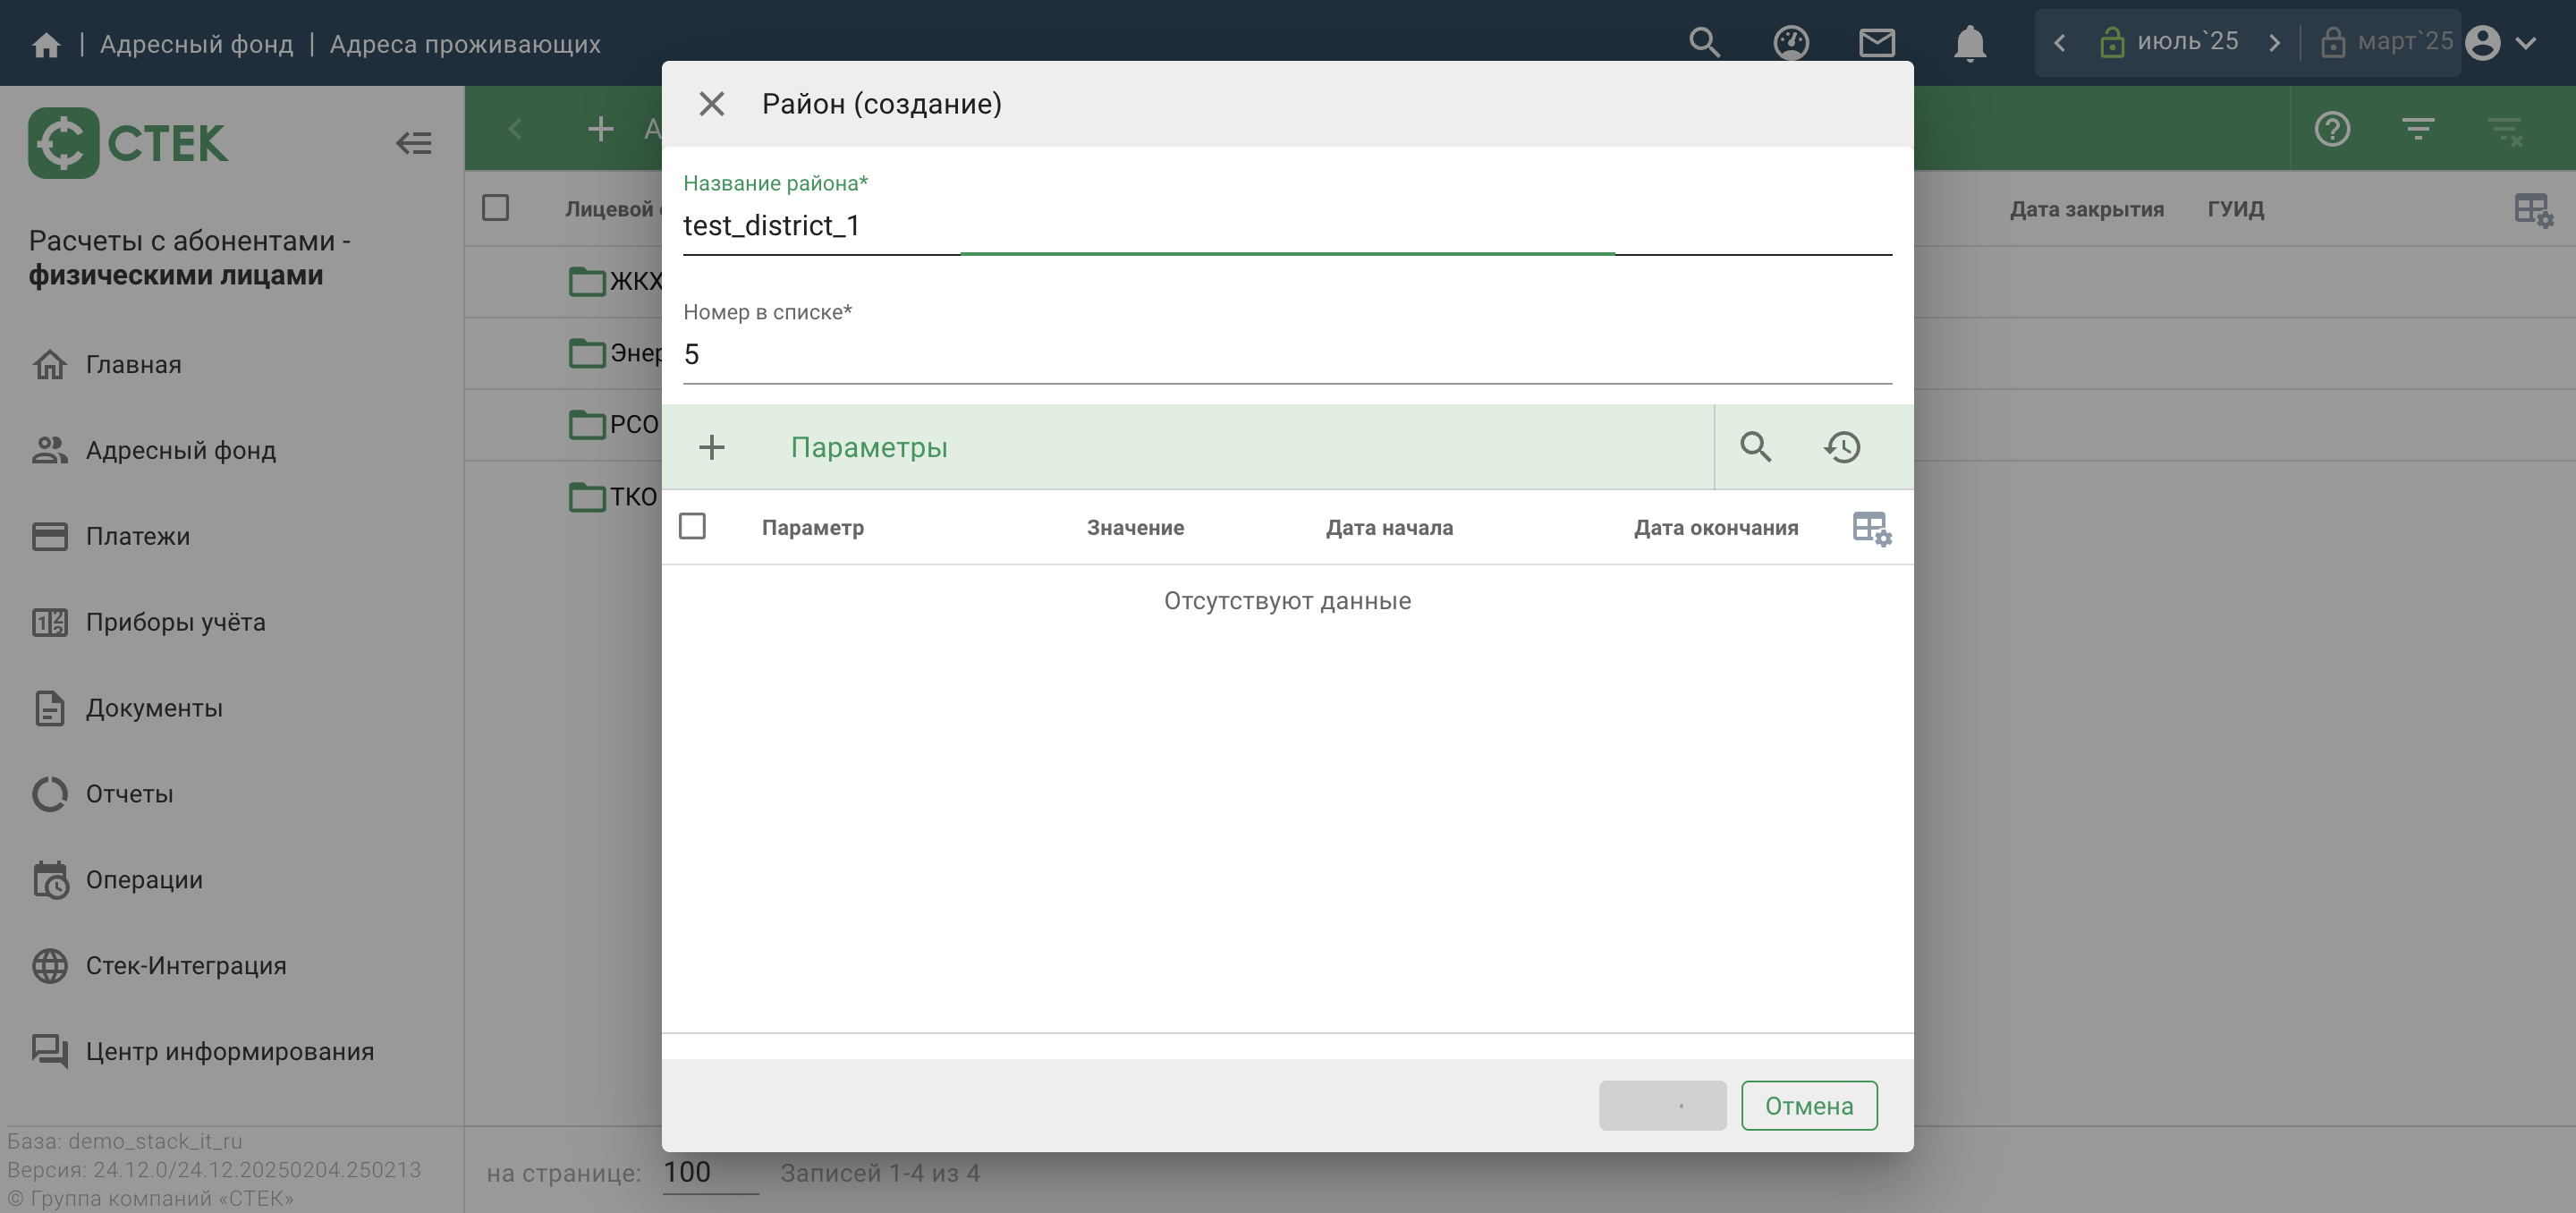 | Адресный фонд | Адреса проживающих
июль`25
март`25
СТЕК
Расчеты с абонентами -
физическими лицами
Главная
Адресный фонд
Платежи
Приборы учёта
Документы
Отчеты
Операции
Стек-Интеграция
Центр информирования
База: demo_stack_it_ru
Версия: 24.12.0/24.12.20250204.250213
© Группа компаний «СТЕК»
Лицевой
Дата закрытия
ГУИД
ЖКХ
РСО
ТКО
Район (создание)
Название района*
test_district_1
Номер в списке*
5
Параметры
Параметр
Значение
Дата начала
Дата окончания
Отсутствуют данные
Отмена
на странице: 100 Записей 1-4 из 4